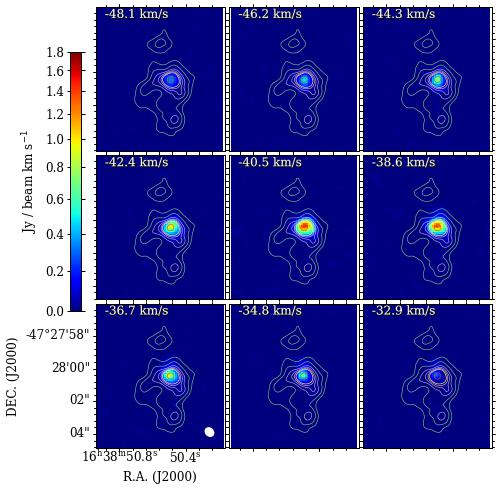 -48.1 km/s
-46.2 km/s
-44.3 km/s
1.8
1.6
1.4
1.2
1.0
0.8
0.6
0.4
0.2
0.0
Jy / beam km s⁻¹
-42.4 km/s
-40.5 km/s
-38.6 km/s
-36.7 km/s
-34.8 km/s
-32.9 km/s
-47°27'58"
28'00"
02"
04"
DEC. (J2000)
16ʰ38ᵐ50.8ˢ 50.4ˢ
R.A. (J2000)